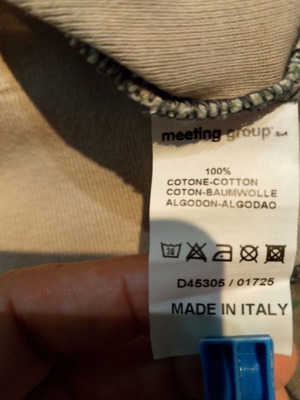 meeting group
100%
COTONE-COTTON
COTON-BAUMWOLLE
ALGODON-ALGODAO
D45305 / 01725
MADE IN ITALY